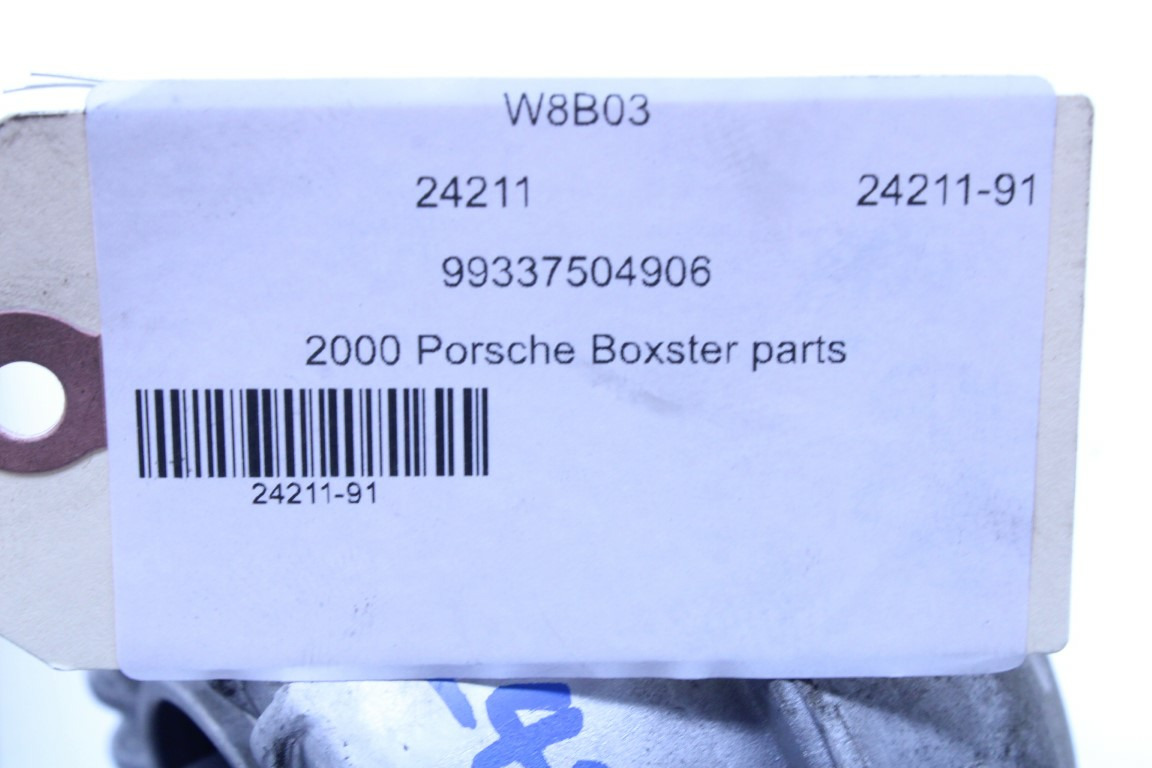 W8B03
24211 24211-91
99337504906
2000 Porsche Boxster parts
24211-91